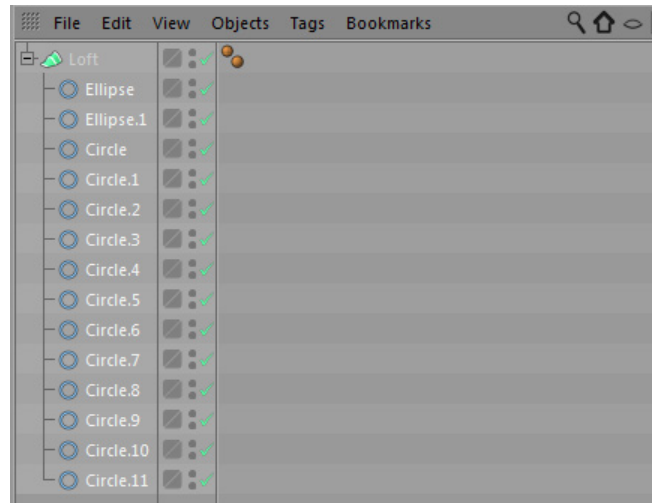 File Edit View Objects Tags Bookmarks
Loft
Ellipse
Ellipse.1
Circle
Circle.1
Circle.2
Circle.3
Circle.4
Circle.5
Circle.6
Circle.7
Circle.8
Circle.9
Circle.10
Circle.11